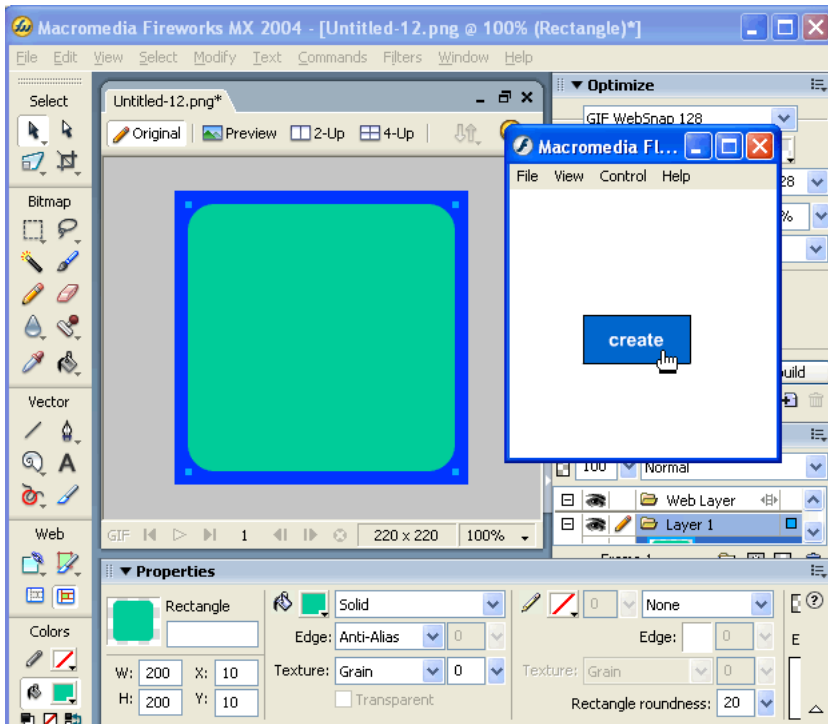 Macromedia Fireworks MX 2004 - [Untitled-12.png @ 100% (Rectangle)*]
File Edit View Select Modify Text Commands Filters Window Help
Select
Untitled-12.png*
Original Preview 2-Up 4-Up
Bitmap
Vector
Web
Colors
GIF 1 220 x 220 100%
Optimize
GIF WebSnap 128
Macromedia Fl...
File View Control Help
28
%
create
uild
100 Normal
Web Layer
Layer 1
Frame 1
Properties
Rectangle Solid 0 None
Edge: Anti-Alias 0 Edge: 0
W: 200 X: 10 Texture: Grain 0 Texture: Grain 0
H: 200 Y: 10 Transparent Rectangle roundness: 20